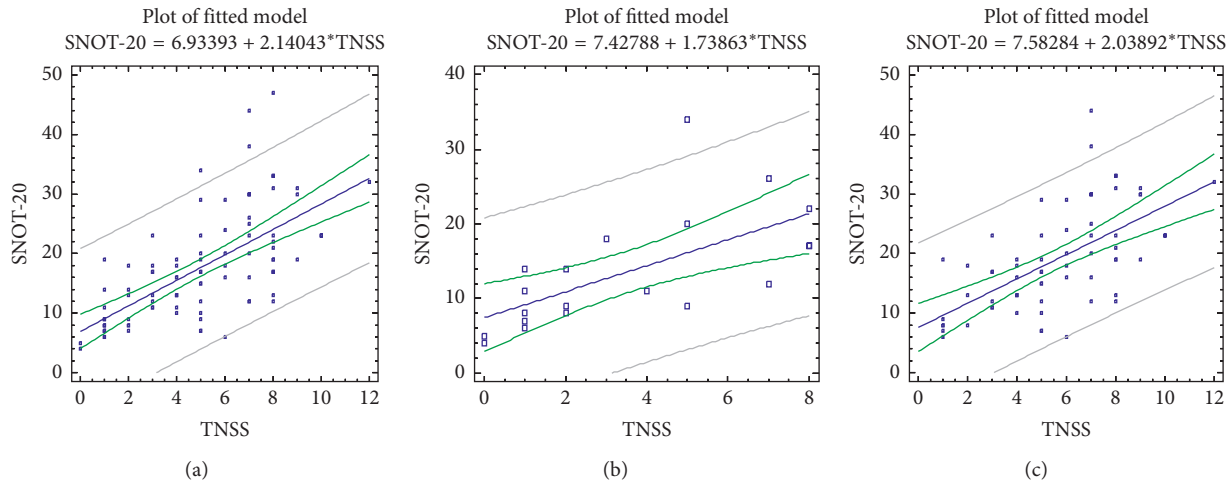 Plot of fitted model
SNOT-20 = 6.93393 + 2.14043*TNSS
50
40
30
20
10
0
SNOT-20
0 2 4 6 8 10 12
TNSS
(a)
Plot of fitted model
SNOT-20 = 7.42788 + 1.73863*TNSS
40
30
20
10
0
SNOT-20
0 2 4 6 8
TNSS
(b)
Plot of fitted model
SNOT-20 = 7.58284 + 2.03892*TNSS
50
40
30
20
10
0
SNOT-20
0 2 4 6 8 10 12
TNSS
(c)